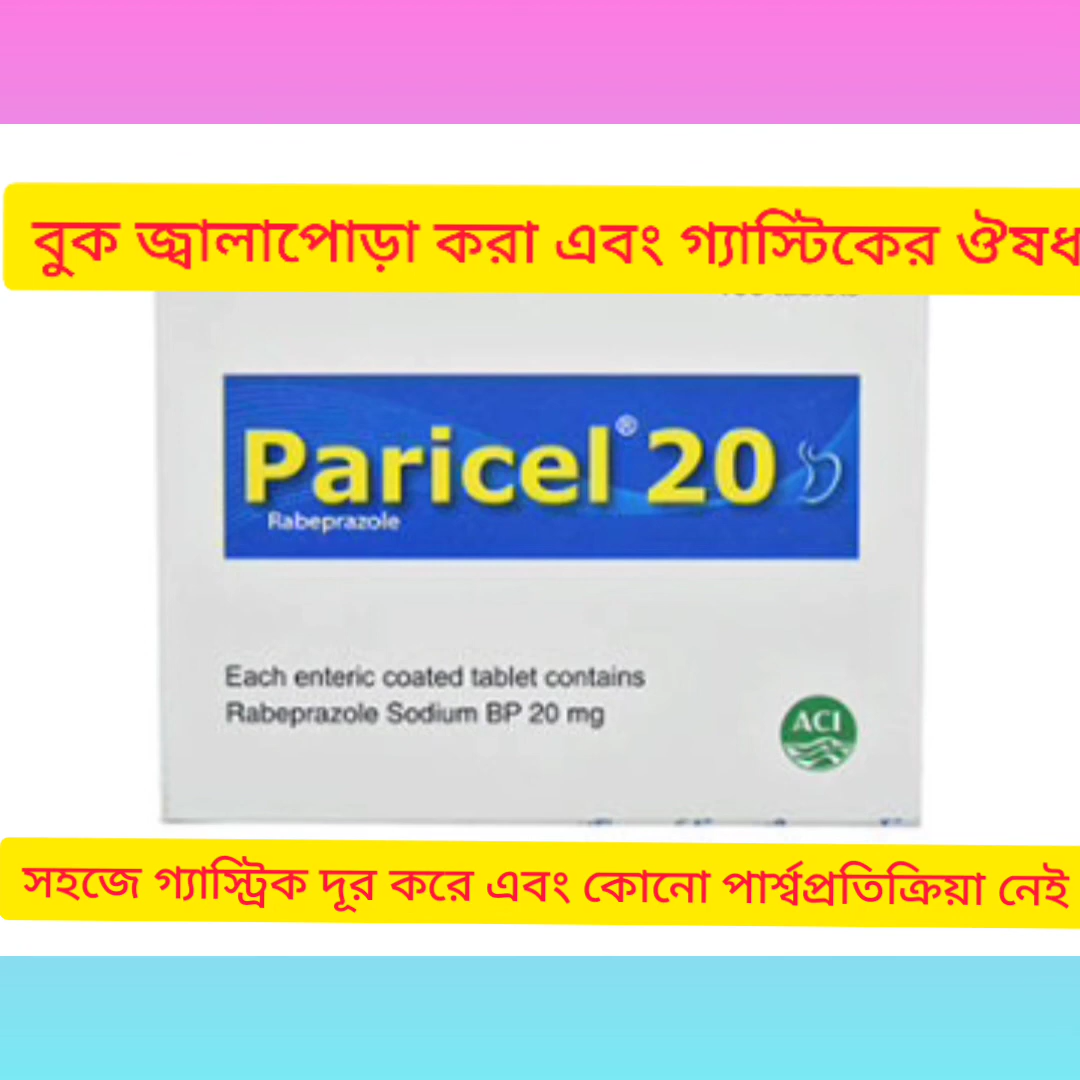 বুক জ্বালাপোড়া করা এবং গ্যাস্টিকের ঔষধ
Paricel® 20
Rabeprazole
Each enteric coated tablet contains
Rabeprazole Sodium BP 20 mg
ACI
সহজে গ্যাস্ট্রিক দূর করে এবং কোনো পার্শ্বপ্রতিক্রিয়া নেই